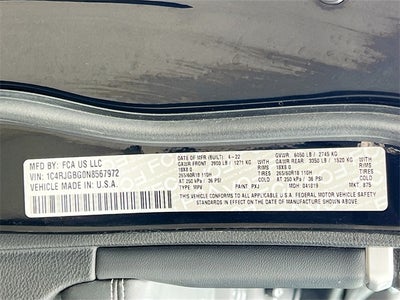 MFD BY: FCA US LLC
VIN: 1C4RJGBG0N8567972
VEHICLE MADE IN U.S.A.
DATE OF MFR (BUILT) 4-22
GAWR FRONT: 2800 LB / 1271 KG
18X8.0
265/60R18 110H
AT 250 kPa / 36 PSI
TYPE: MPV PAINT: PXJ
GVWR: 6050 LB / 2745 KG
GAWR REAR: 3350 LB / 1520 KG
RIMS 18X8.0
TIRES 265/60R18 110H
AT 250 kPa / 36 PSI
MDH 041019 MKT: 875
THIS VEHICLE CONFORMS TO ALL APPLICABLE U.S.A. FEDERAL MOTOR VEHICLE SAFETY
STANDARDS IN EFFECT ON THE
DATE OF MANUFACTURE SHOWN ABOVE.